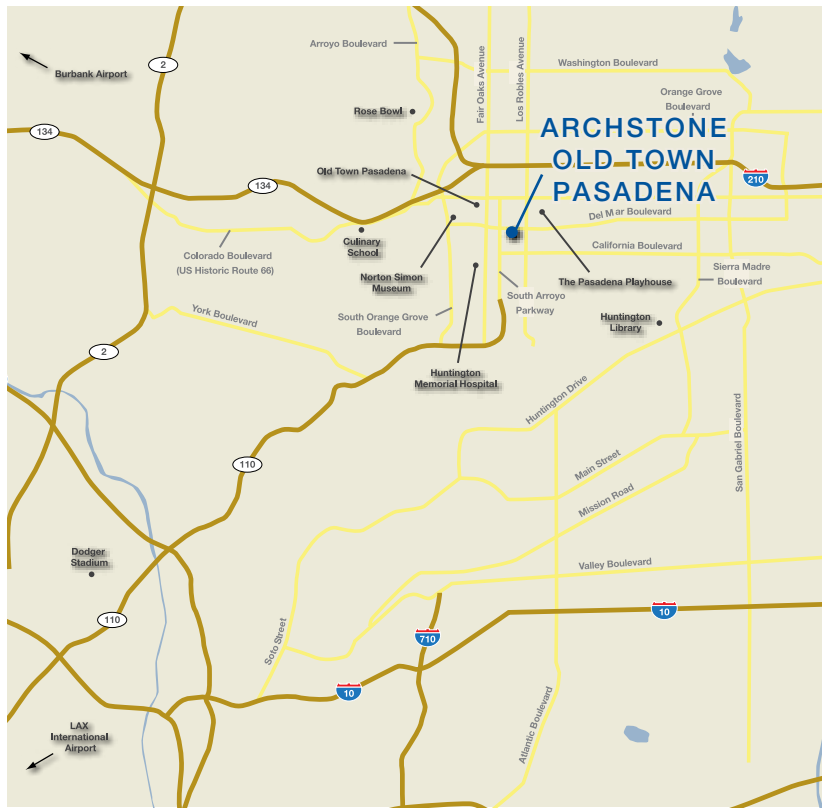 Arroyo Boulevard
Fair Oaks Avenue
Los Robles Avenue
2
Washington Boulevard
Burbank Airport
Orange Grove
Boulevard
Rose Bowl
134
ARCHSTONE
OLD TOWN
PASADENA
Old Town Pasadena
210
134
Del Mar Boulevard
Culinary
School
California Boulevard
Colorado Boulevard
(US Historic Route 66)
Norton Simon
Museum
The Pasadena Playhouse
Sierra Madre
Boulevard
South Arroyo
Parkway
York Boulevard
South Orange Grove
Boulevard
Huntington
Library
2
Huntington
Memorial Hospital
Huntington Drive
San Gabriel Boulevard
110
Main Street
Mission Road
Dodger
Stadium
Valley Boulevard
110
10
710
Soto Street
10
Atlantic Boulevard
LAX
International
Airport